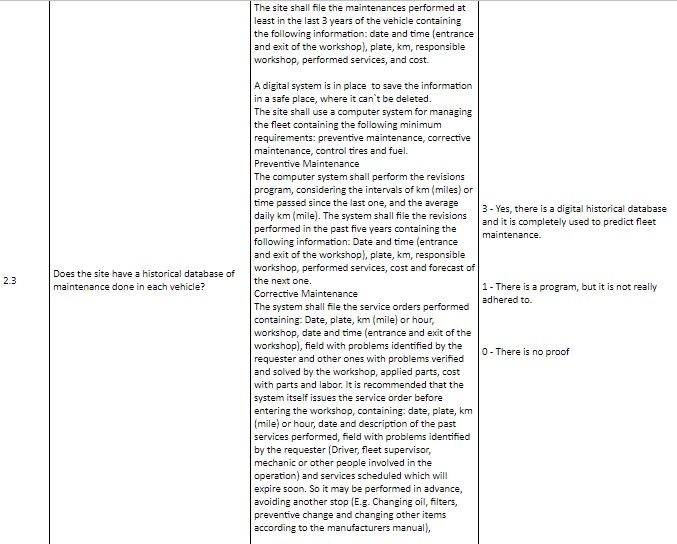 2.3
Does the site have a historical database of
maintenance done in each vehicle?
The site shall file the maintenances performed at
least in the last 3 years of the vehicle containing
the following information: date and time (entrance
and exit of the workshop), plate, km, responsible
workshop, performed services, and cost.
A digital system is in place  to save the information
in a safe place, where it can`t be deleted.
The site shall use a computer system for managing
the fleet containing the following minimum
requirements: preventive maintenance, corrective
maintenance, control tires and fuel.
Preventive Maintenance
The computer system shall perform the revisions
program, considering the intervals of km (miles) or
time passed since the last one, and the average
daily km (mile). The system shall file the revisions
performed in the past five years containing the
following information: Date and time (entrance
and exit of the workshop), plate, km, responsible
workshop, performed services, cost and forecast of
the next one.
Corrective Maintenance
The system shall file the service orders performed
containing: Date, plate, km (mile) or hour,
workshop, date and time (entrance and exit of the
workshop), field with problems identified by the
requester and other ones with problems verified
and solved by the workshop, applied parts, cost
with parts and labor. It is recommended that the
system itself issues the service order before
entering the workshop, containing: date, plate, km
(mile) or hour, date and description of the past
services performed, field with problems identified
by the requester (Driver, fleet supervisor,
mechanic or other people involved in the
operation) and services scheduled which will
expire soon. So it may be performed in advance,
avoiding another stop (E.g. Changing oil, filters,
preventive change and changing other items
according to the manufacturers manual),
3 - Yes, there is a digital historical database
and it is completely used to predict fleet
maintenance.
1 - There is a program, but it is not really
adhered to.
0 - There is no proof